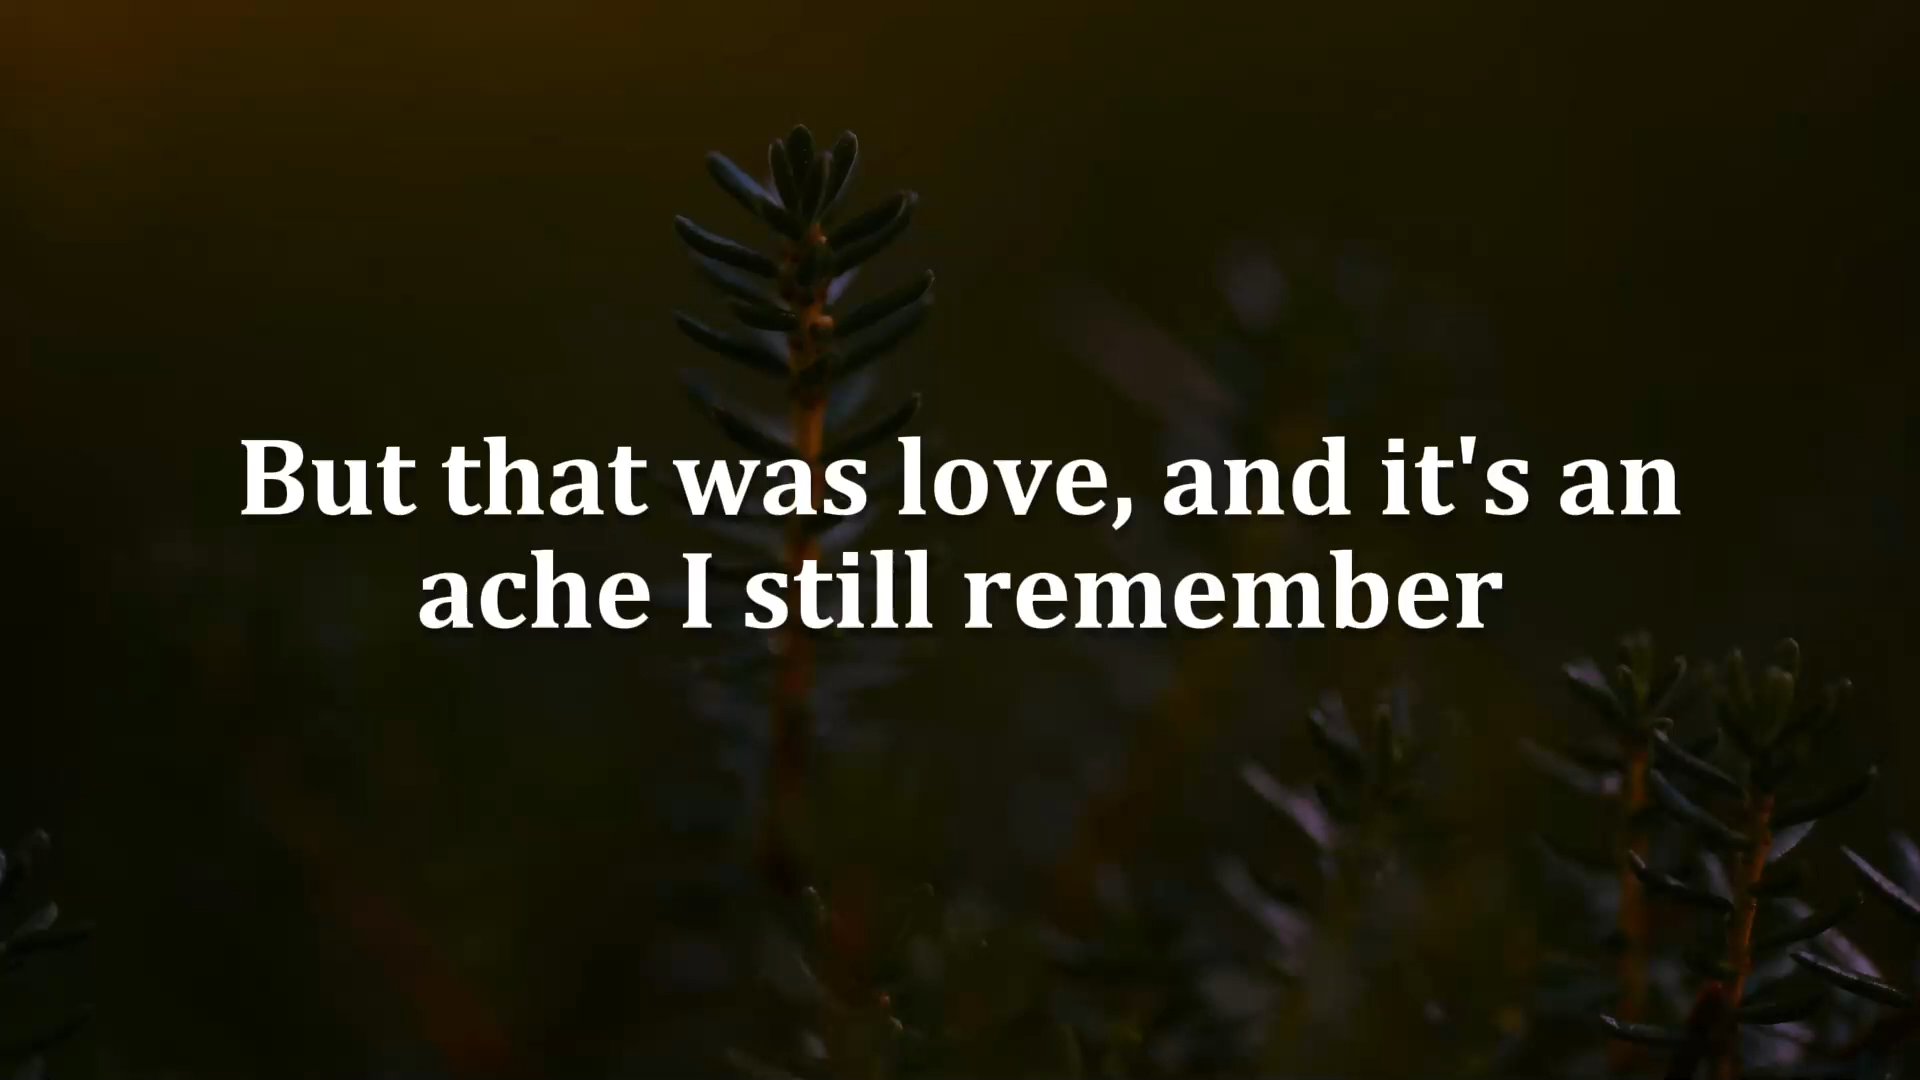 But that was love, and it's an
ache I still remember